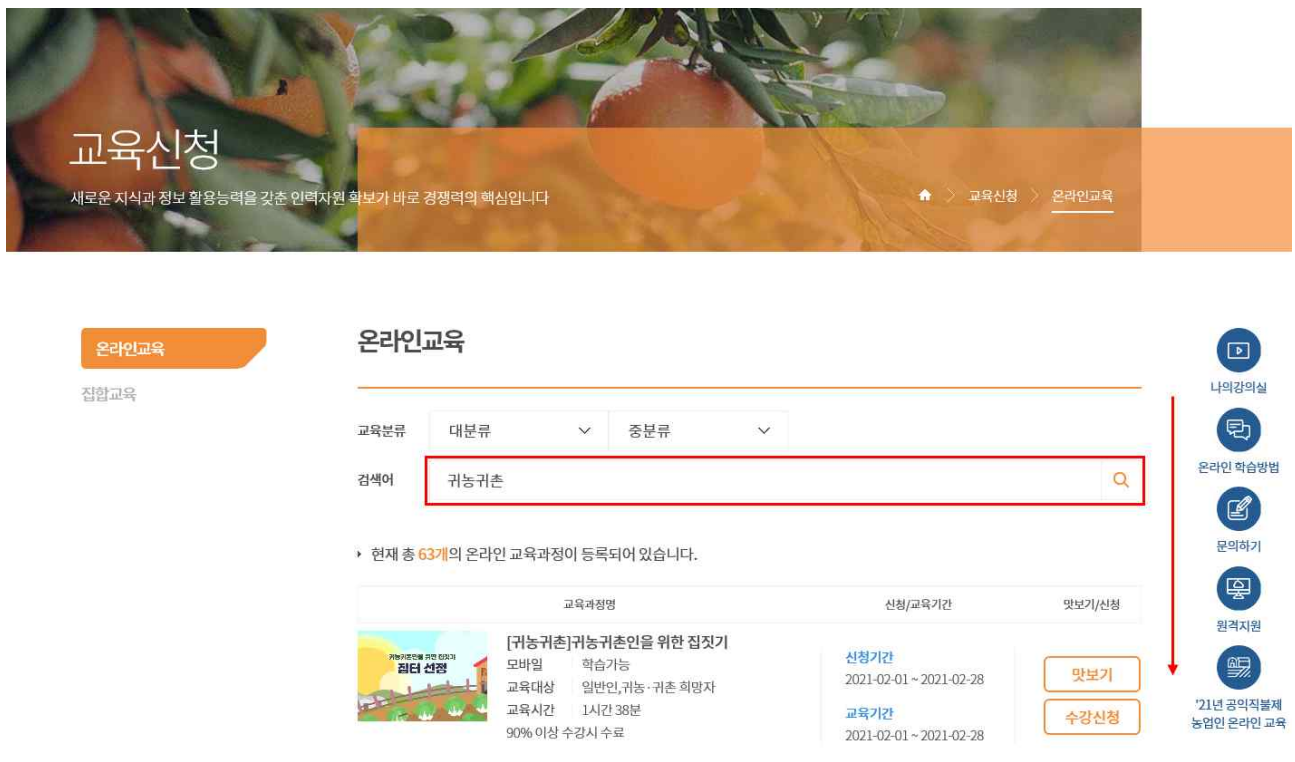 교육신청
새로운 지식과 정보 활용능력을 갖춘 인력자원 확보가 바로 경쟁력의 핵심입니다
교육신청
온라인교육
온라인교육
집합교육
온라인교육
교육분류
대분류
중분류
검색어
귀농귀촌
현재 총 63개의 온라인 교육과정이 등록되어 있습니다.
교육과정명
신청/교육기간
맛보기/신청
귀농귀촌인을 위한 집짓기
집터 선정
[귀농귀촌]귀농귀촌인을 위한 집짓기
모바일 학습가능
교육대상 일반인,귀농·귀촌 희망자
교육시간 1시간 38분
90% 이상 수강시 수료
신청기간
2021-02-01 ~ 2021-02-28
교육기간
2021-02-01 ~ 2021-02-28
맛보기
수강신청
나의강의실
온라인 학습방법
문의하기
원격지원
'21년 공익직불제
농업인 온라인 교육